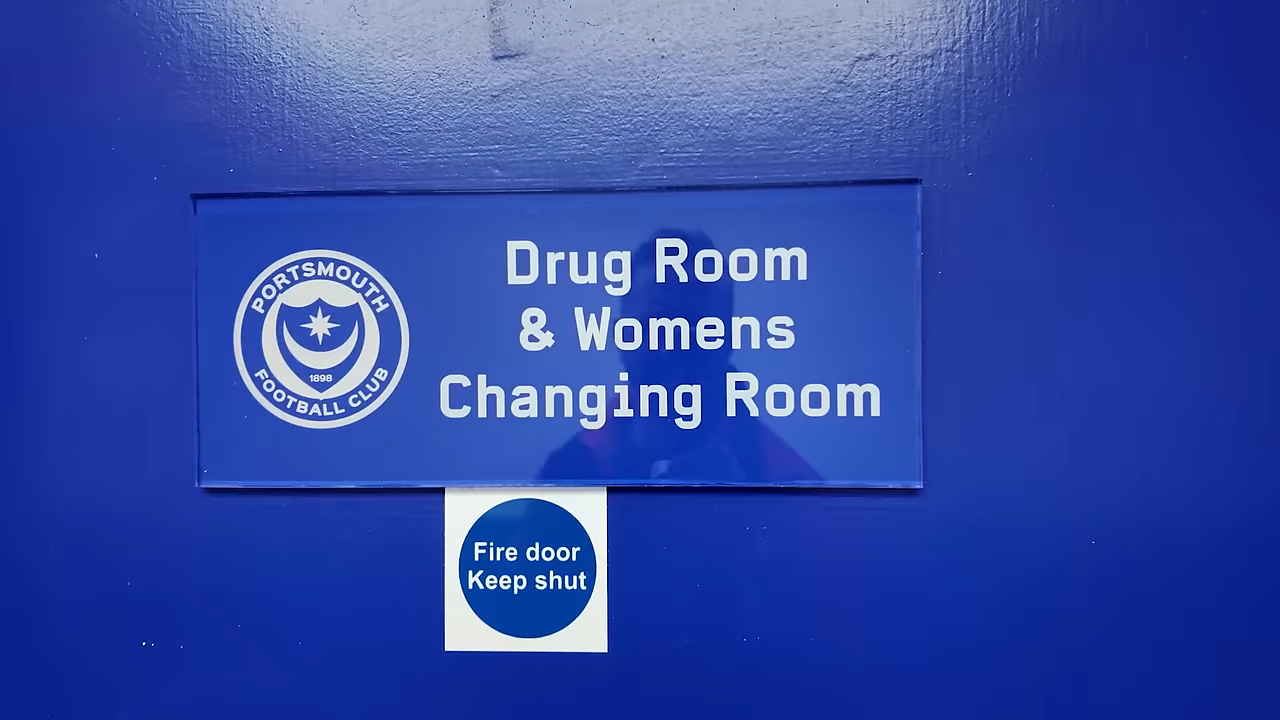 PORTSMOUTH
1898
FOOTBALL CLUB
Drug Room
& Womens
Changing Room
Fire door
Keep shut